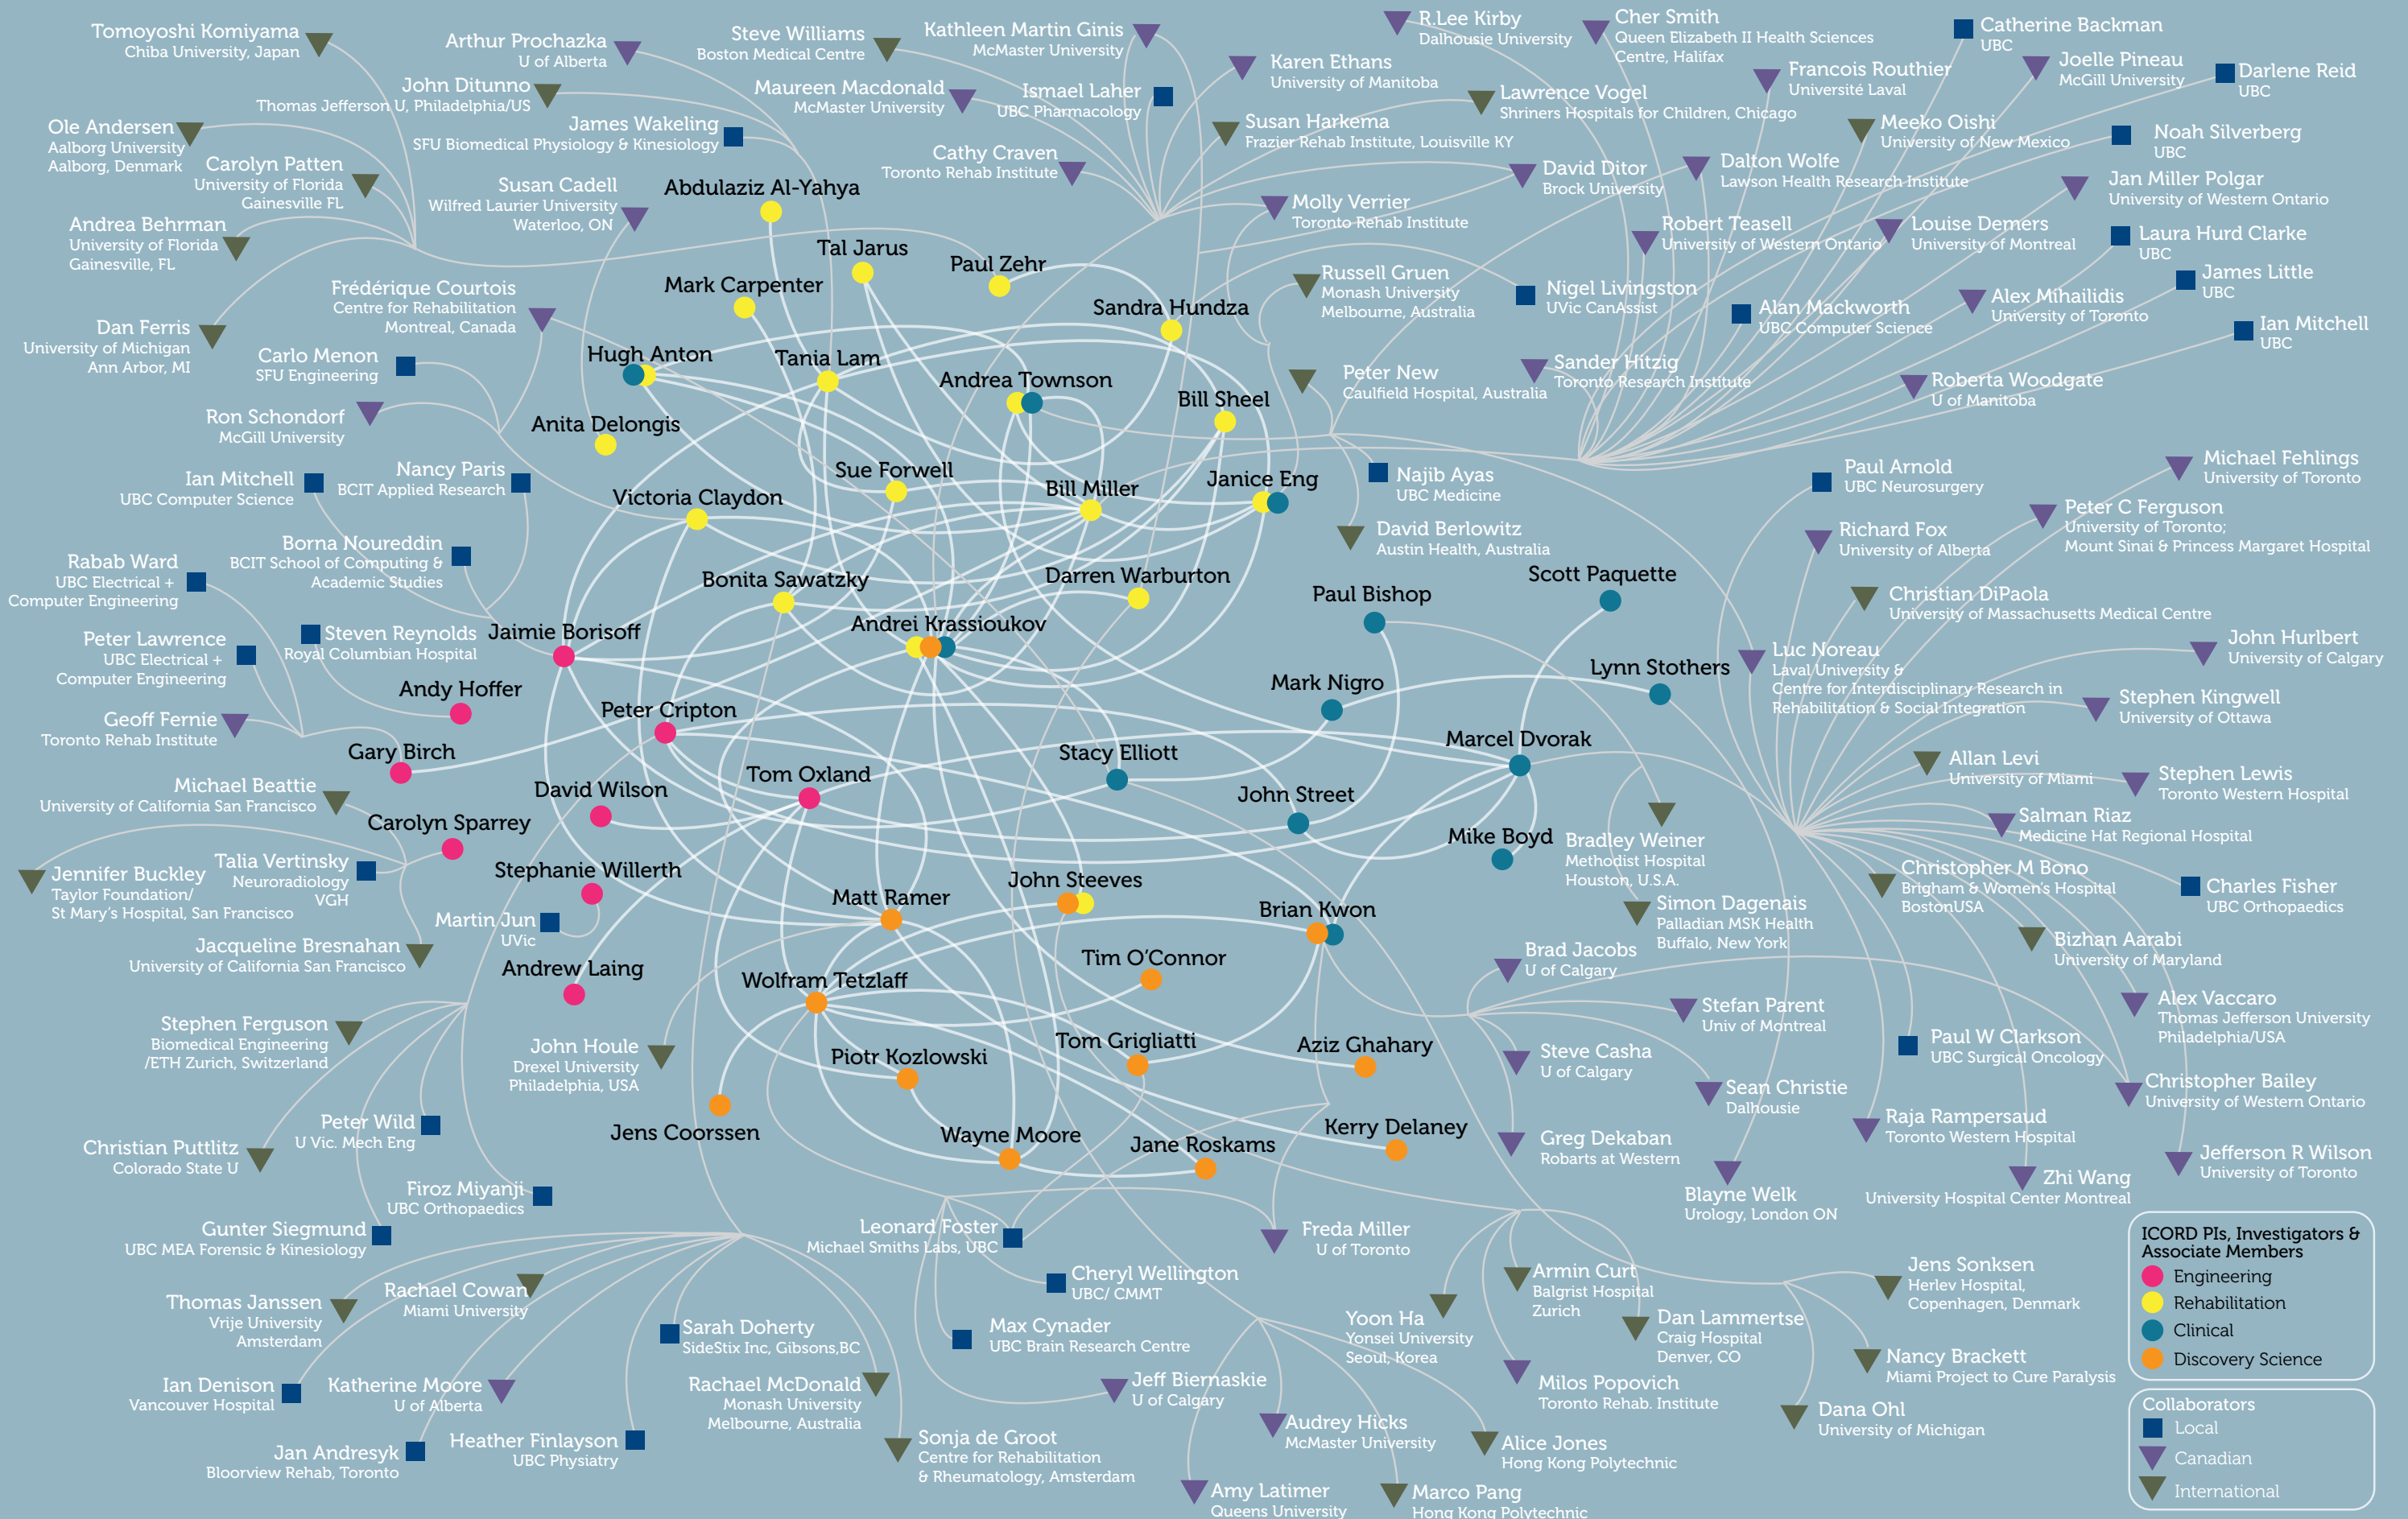 Tomoyoshi Komiyama
Chiba University, Japan
Arthur Prochazka
U of Alberta
Steve Williams
Boston Medical Centre
Kathleen Martin Ginis
McMaster University
R.Lee Kirby
Dalhousie University
Cher Smith
Queen Elizabeth II Health Sciences
Centre, Halifax
Catherine Backman
UBC
John Ditunno
Thomas Jefferson U, Philadelphia/US
Maureen Macdonald
McMaster University
Ismael Laher
UBC Pharmacology
Karen Ethans
University of Manitoba
Francois Routhier
Université Laval
Joelle Pineau
McGill University
Darlene Reid
UBC
Lawrence Vogel
Shriners Hospitals for Children, Chicago
Ole Andersen
Aalborg University
Aalborg, Denmark
James Wakeling
SFU Biomedical Physiology & Kinesiology
Susan Harkema
Frazier Rehab Institute, Louisville KY
Meeko Oishi
University of New Mexico
Noah Silverberg
UBC
Carolyn Patten
University of Florida
Gainesville FL
Susan Cadell
Wilfred Laurier University
Waterloo, ON
Abdulaziz Al-Yahya
Cathy Craven
Toronto Rehab Institute
David Ditor
Brock University
Dalton Wolfe
Lawson Health Research Institute
Jan Miller Polgar
University of Western Ontario
Andrea Behrman
University of Florida
Gainesville, FL
Molly Verrier
Toronto Rehab Institute
Robert Teasell
University of Western Ontario
Louise Demers
University of Montreal
Laura Hurd Clarke
UBC
Tal Jarus
Paul Zehr
Mark Carpenter
Sandra Hundza
Russell Gruen
Monash University
Melbourne, Australia
Nigel Livingston
UVic CanAssist
Alan Mackworth
UBC Computer Science
Alex Mihailidis
University of Toronto
James Little
UBC
Ian Mitchell
UBC
Frédérique Courtois
Centre for Rehabilitation
Montreal, Canada
Dan Ferris
University of Michigan
Ann Arbor, MI
Carlo Menon
SFU Engineering
Hugh Anton
Tania Lam
Andrea Townson
Bill Sheel
Peter New
Caulfield Hospital, Australia
Sander Hitzig
Toronto Research Institute
Roberta Woodgate
U of Manitoba
Ron Schondorf
McGill University
Anita Delongis
Ian Mitchell
UBC Computer Science
Nancy Paris
BCIT Applied Research
Victoria Claydon
Sue Forwell
Bill Miller
Janice Eng
Najib Ayas
UBC Medicine
Paul Arnold
UBC Neurosurgery
Michael Fehlings
University of Toronto
Peter C Ferguson
University of Toronto;
Mount Sinai & Princess Margaret Hospital
David Berlowitz
Austin Health, Australia
Richard Fox
University of Alberta
Borna Noureddin
BCIT School of Computing &
Academic Studies
Rabab Ward
UBC Electrical +
Computer Engineering
Bonita Sawatzky
Darren Warburton
Paul Bishop
Scott Paquette
Christian DiPaola
University of Massachusetts Medical Centre
Peter Lawrence
UBC Electrical +
Computer Engineering
Steven Reynolds
Royal Columbian Hospital
Jaimie Borisoff
Andrei Krassioukov
Luc Noreau
Laval University &
Centre for Interdisciplinary Research in
Rehabilitation & Social Integration
John Hurlbert
University of Calgary
Lynn Stothers
Mark Nigro
Andy Hoffer
Peter Cripton
Stephen Kingwell
University of Ottawa
Geoff Fernie
Toronto Rehab Institute
Gary Birch
Stacy Elliott
Marcel Dvorak
Allan Levi
University of Miami
Stephen Lewis
Toronto Western Hospital
Michael Beattie
University of California San Francisco
David Wilson
Tom Oxland
John Street
Salman Riaz
Medicine Hat Regional Hospital
Carolyn Sparrey
Mike Boyd
Bradley Weiner
Methodist Hospital
Houston, U.S.A.
Jennifer Buckley
Taylor Foundation/
St Mary's Hospital, San Francisco
Talia Vertinsky
Neuroradiology
VGH
Stephanie Willerth
Christopher M Bono
Brigham & Women's Hospital
BostonUSA
Charles Fisher
UBC Orthopaedics
Martin Jun
UVic
Matt Ramer
John Steeves
Brian Kwon
Simon Dagenais
Palladian MSK Health
Buffalo, New York
Jacqueline Bresnahan
University of California San Francisco
Andrew Laing
Wolfram Tetzlaff
Tim O'Connor
Brad Jacobs
U of Calgary
Bizhan Aarabi
University of Maryland
Stefan Parent
Univ of Montreal
Alex Vaccaro
Thomas Jefferson University
Philadelphia/USA
Stephen Ferguson
Biomedical Engineering
/ETH Zurich, Switzerland
John Houle
Drexel University
Philadelphia, USA
Piotr Kozlowski
Tom Grigliatti
Aziz Ghahary
Steve Casha
U of Calgary
Paul W Clarkson
UBC Surgical Oncology
Sean Christie
Dalhousie
Christopher Bailey
University of Western Ontario
Peter Wild
U Vic. Mech Eng
Jens Coorssen
Wayne Moore
Jane Roskams
Kerry Delaney
Greg Dekaban
Robarts at Western
Raja Rampersaud
Toronto Western Hospital
Christian Puttlitz
Colorado State U
Jefferson R Wilson
University of Toronto
Zhi Wang
University Hospital Center Montreal
Blayne Welk
Urology, London ON
Firoz Miyanji
UBC Orthopaedics
Gunter Siegmund
UBC MEA Forensic & Kinesiology
Leonard Foster
Michael Smiths Labs, UBC
Freda Miller
U of Toronto
Cheryl Wellington
UBC/ CMMT
Armin Curt
Balgrist Hospital
Zurich
Jens Sonksen
Herlev Hospital,
Copenhagen, Denmark
Rachael Cowan
Miami University
Thomas Janssen
Vrije University
Amsterdam
Sarah Doherty
SideStix Inc, Gibsons,BC
Max Cynader
UBC Brain Research Centre
Yoon Ha
Yonsei University
Seoul, Korea
Dan Lammertse
Craig Hospital
Denver, CO
Nancy Brackett
Miami Project to Cure Paralysis
Ian Denison
Vancouver Hospital
Katherine Moore
U of Alberta
Rachael McDonald
Monash University
Melbourne, Australia
Jeff Biernaskie
U of Calgary
Milos Popovich
Toronto Rehab. Institute
Dana Ohl
University of Michigan
Audrey Hicks
McMaster University
Jan Andresyk
Bloorview Rehab, Toronto
Heather Finlayson
UBC Physiatry
Sonja de Groot
Centre for Rehabilitation
& Rheumatology, Amsterdam
Alice Jones
Hong Kong Polytechnic
Amy Latimer
Queens University
Marco Pang
Hong Kong Polytechnic
ICORD PIs, Investigators &
Associate Members
Engineering
Rehabilitation
Clinical
Discovery Science
Collaborators
Local
Canadian
International